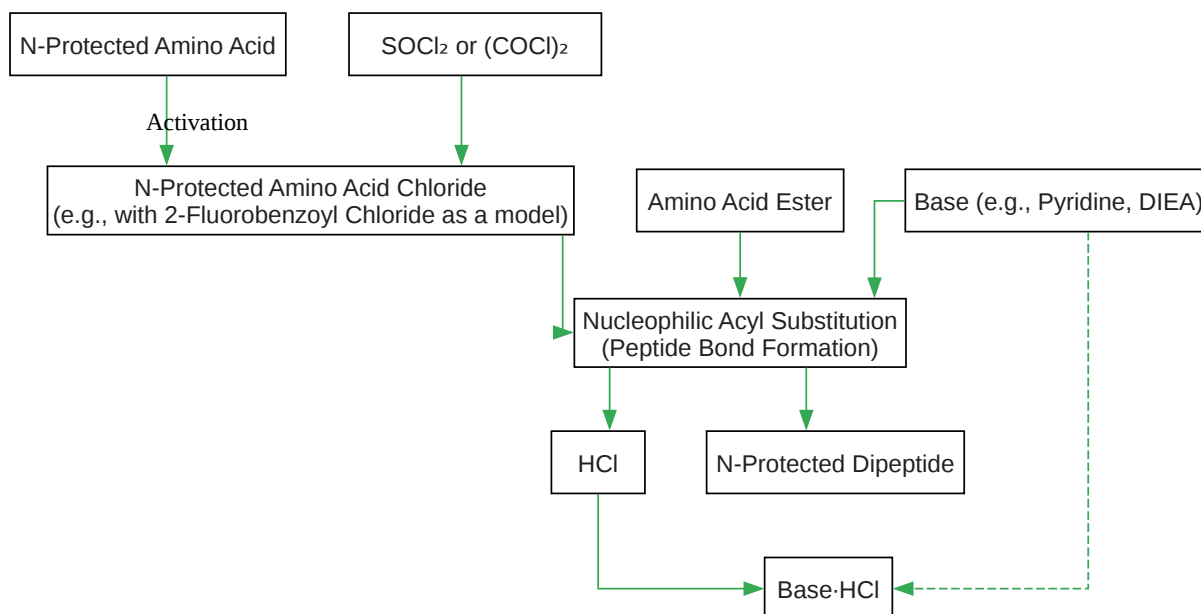 N-Protected Amino Acid
SOCl₂ or (COCl)₂
Activation
N-Protected Amino Acid Chloride
(e.g., with 2-Fluorobenzoyl Chloride as a model)
Amino Acid Ester
Base (e.g., Pyridine, DIEA)
Nucleophilic Acyl Substitution
(Peptide Bond Formation)
HCl
N-Protected Dipeptide
Base·HCl